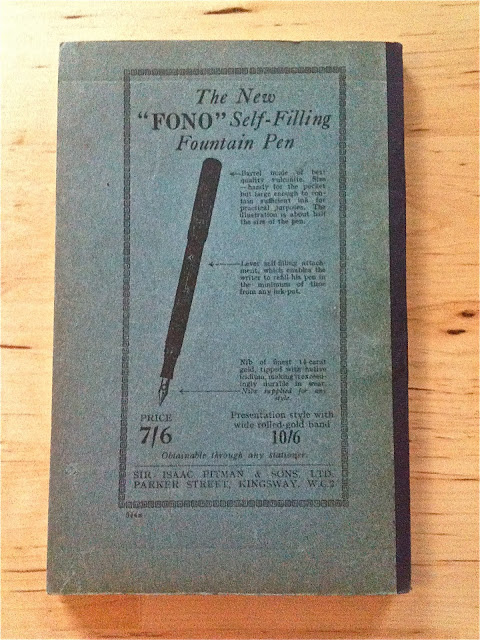 The New
"FONO" Self-Filling
Fountain Pen
Barrel made of best
quality vulcanite. Size
—handy for the pocket
but large enough to con-
tain sufficient ink for
practical purposes. The
illustration is about half
the size of the pen.
Lever self-filling attach-
ment, which enables the
writer to refill his pen in
the minimum of time
from any ink-pot.
Nib of finest 14-carat
gold, tipped with native
iridium, making it exceed-
ingly durable in wear.
Nibs supplied for any
style.
PRICE
7/6
Presentation style with
wide rolled-gold band
10/6
Obtainable through any stationer.
SIR ISAAC PITMAN & SONS, LTD.
PARKER STREET, KINGSWAY, W.C.2